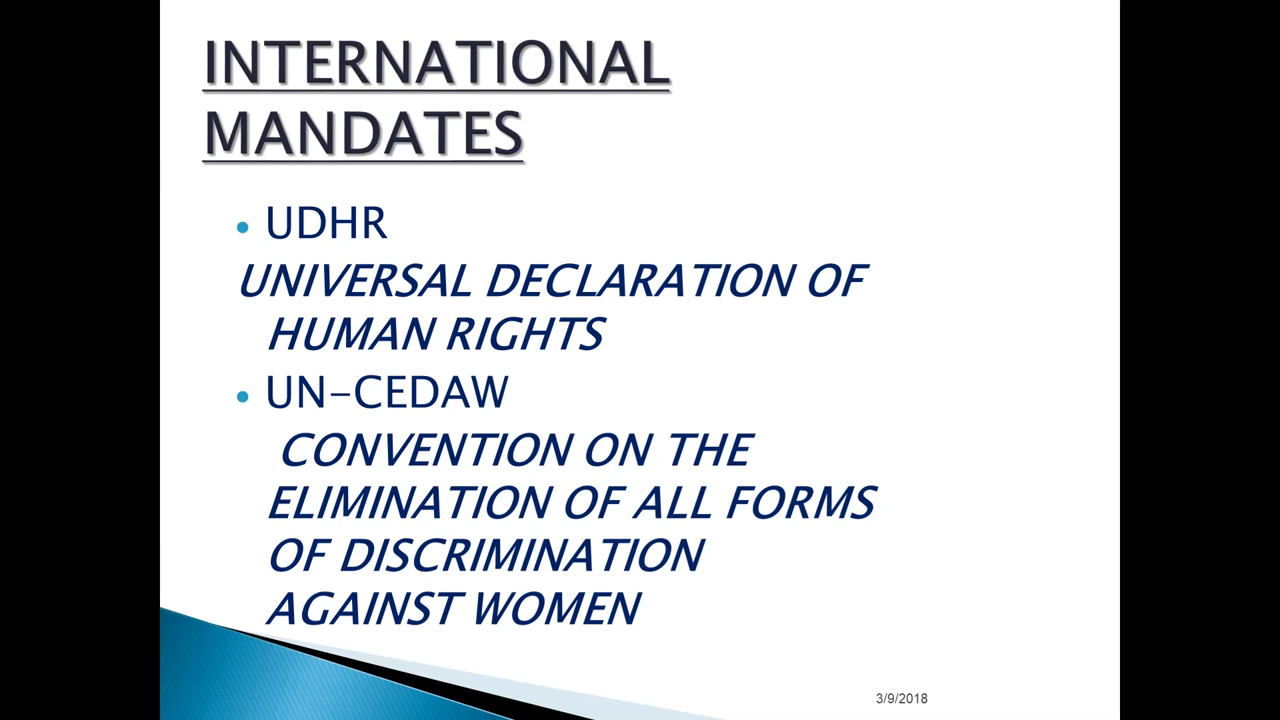 INTERNATIONAL
MANDATES
• UDHR
UNIVERSAL DECLARATION OF
HUMAN RIGHTS
• UN-CEDAW
CONVENTION ON THE
ELIMINATION OF ALL FORMS
OF DISCRIMINATION
AGAINST WOMEN
3/9/2018